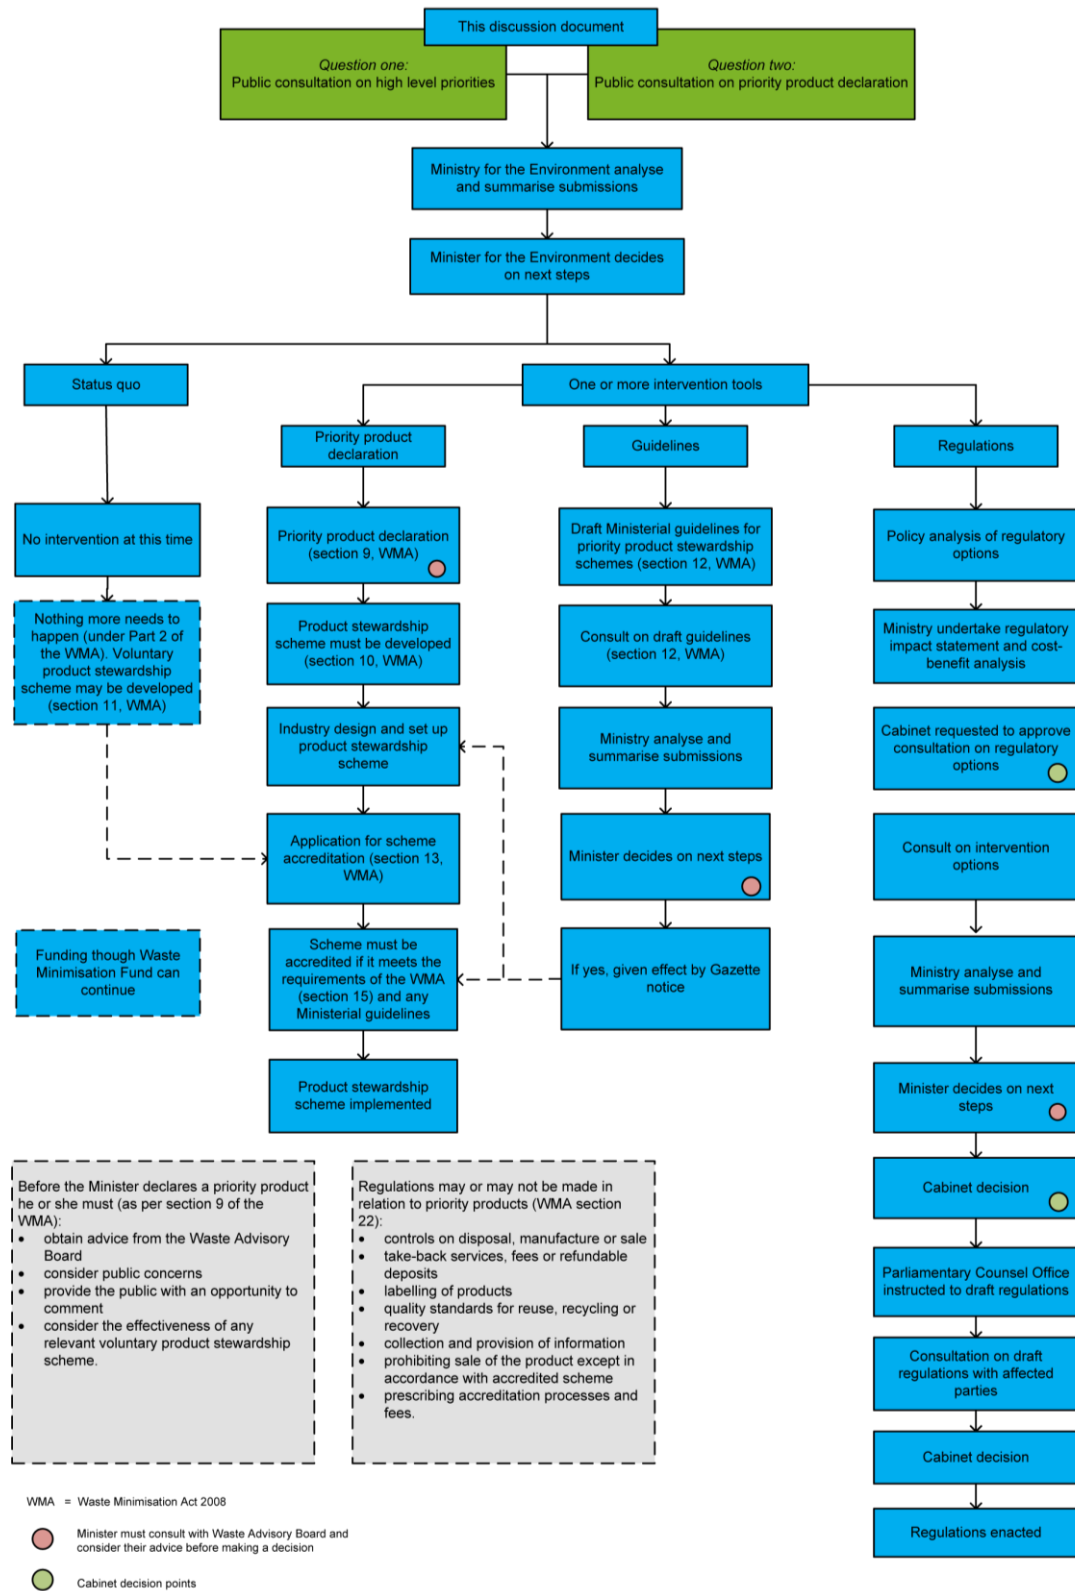 This discussion document
Question one:
Public consultation on high level priorities
Question two:
Public consultation on priority product declaration
Ministry for the Environment analyse
and summarise submissions
Minister for the Environment decides
on next steps
Status quo
One or more intervention tools
Priority product
declaration
Guidelines
Regulations
No intervention at this time
Nothing more needs to
happen (under Part 2 of
the WMA). Voluntary
product stewardship
scheme may be developed
(section 11, WMA)
Funding though Waste
Minimisation Fund can
continue
Priority product declaration
(section 9, WMA)
Product stewardship
scheme must be developed
(section 10, WMA)
Industry design and set up
product stewardship
scheme
Application for scheme
accreditation (section 13,
WMA)
Scheme must be
accredited if it meets the
requirements of the WMA
(section 15) and any
Ministerial guidelines
Product stewardship
scheme implemented
Draft Ministerial guidelines for
priority product stewardship
schemes (section 12, WMA)
Consult on draft guidelines
(section 12, WMA)
Ministry analyse and
summarise submissions
Minister decides on next steps
If yes, given effect by Gazette
notice
Policy analysis of regulatory
options
Ministry undertake regulatory
impact statement and cost-
benefit analysis
Cabinet requested to approve
consultation on regulatory
options
Consult on intervention
options
Ministry analyse and
summarise submissions
Minister decides on next
steps
Cabinet decision
Parliamentary Counsel Office
instructed to draft regulations
Consultation on draft
regulations with affected
parties
Cabinet decision
Regulations enacted
Before the Minister declares a priority product
he or she must (as per section 9 of the
WMA):
• obtain advice from the Waste Advisory
Board
• consider public concerns
• provide the public with an opportunity to
comment
• consider the effectiveness of any
relevant voluntary product stewardship
scheme.
Regulations may or may not be made in
relation to priority products (WMA section
22):
• controls on disposal, manufacture or sale
• take-back services, fees or refundable
deposits
• labelling of products
• quality standards for reuse, recycling or
recovery
• collection and provision of information
• prohibiting sale of the product except in
accordance with accredited scheme
• prescribing accreditation processes and
fees.
WMA = Waste Minimisation Act 2008
Minister must consult with Waste Advisory Board and
consider their advice before making a decision
Cabinet decision points